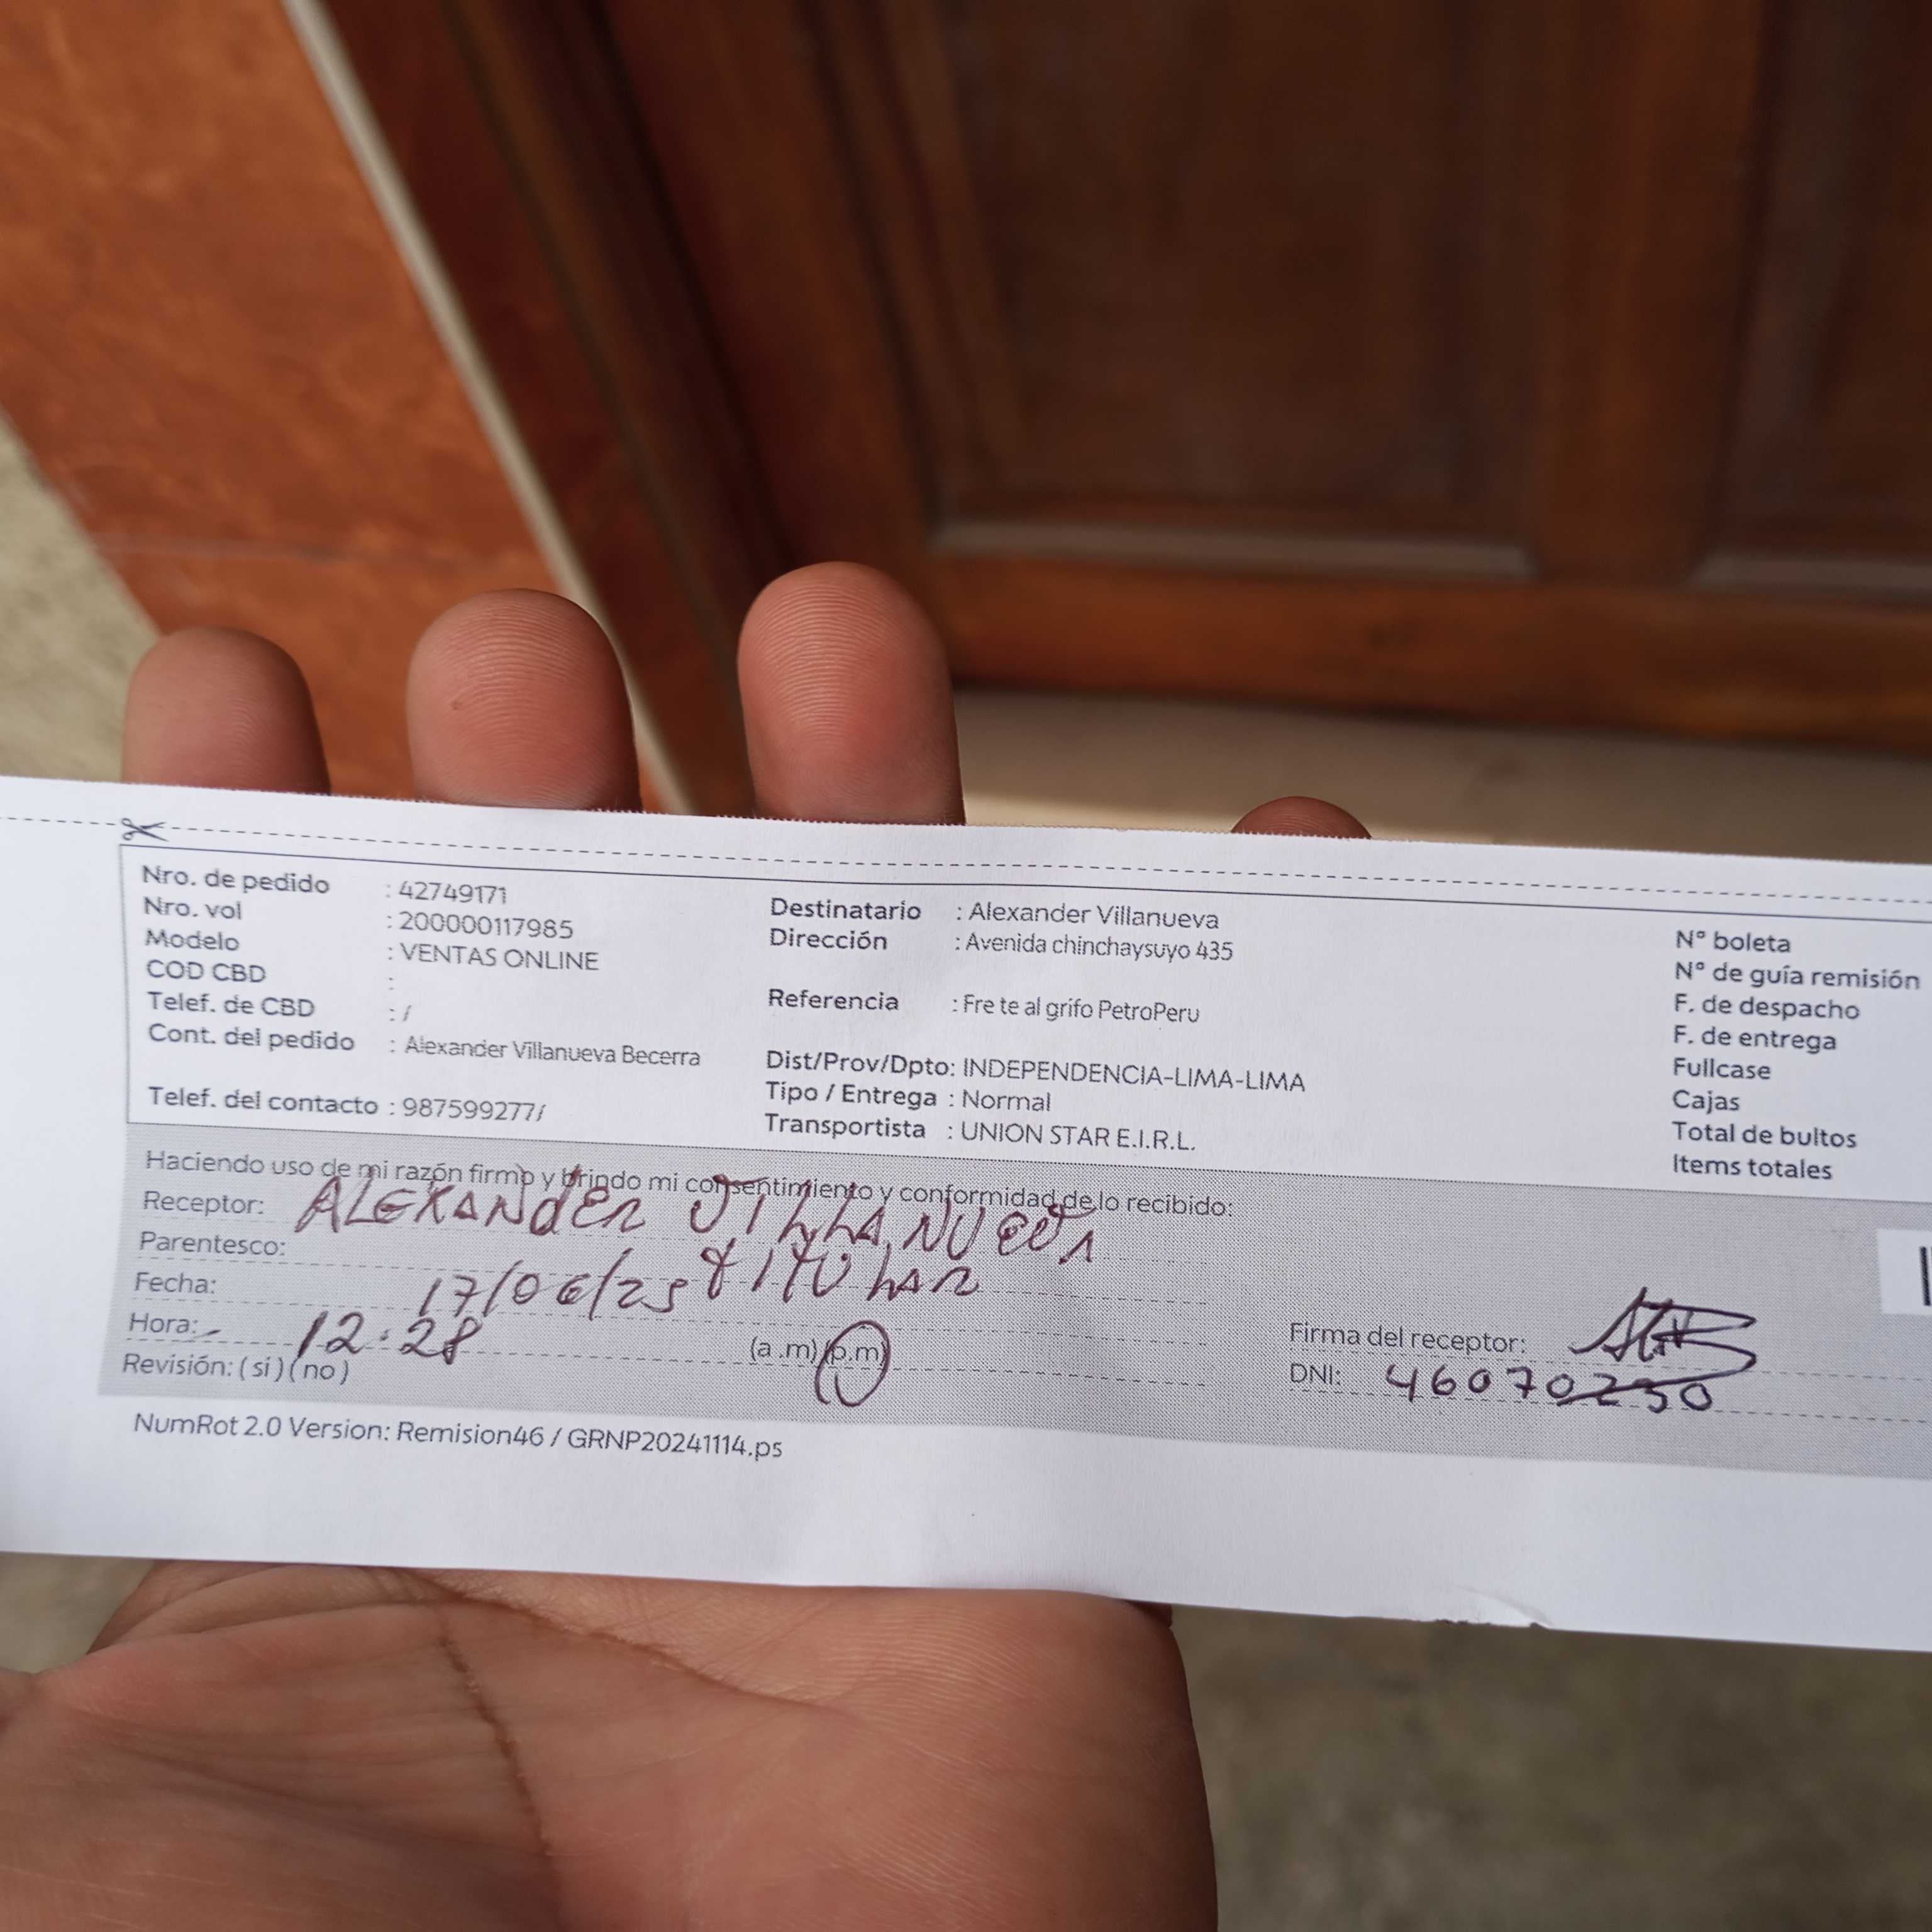 Nro. de pedido : 42749171
Nro. vol : 200000117985
Modelo : VENTAS ONLINE
COD CBD :
Telef. de CBD : /
Cont. del pedido : Alexander Villanueva Becerra
Telef. del contacto : 987599277/
Destinatario : Alexander Villanueva
Dirección : Avenida chinchaysuyo 435
Referencia : Fre te al grifo PetroPeru
Dist/Prov/Dpto: INDEPENDENCIA-LIMA-LIMA
Tipo / Entrega : Normal
Transportista : UNION STAR E.I.R.L.
N° boleta
N° de guía remisión
F. de despacho
F. de entrega
Fullcase
Cajas
Total de bultos
Items totales
Haciendo uso de mi razón firmo y brindo mi consentimiento y conformidad de lo recibido:
Receptor: ALEXANdER VILLANUEVA
Parentesco: tituLAR
Fecha: 17/06/25
Hora: 12:28 (a .m) (p.m)
Revisión: ( si ) ( no )
Firma del receptor:
DNI: 46070230
NumRot 2.0 Version: Remision46 / GRNP20241114.ps